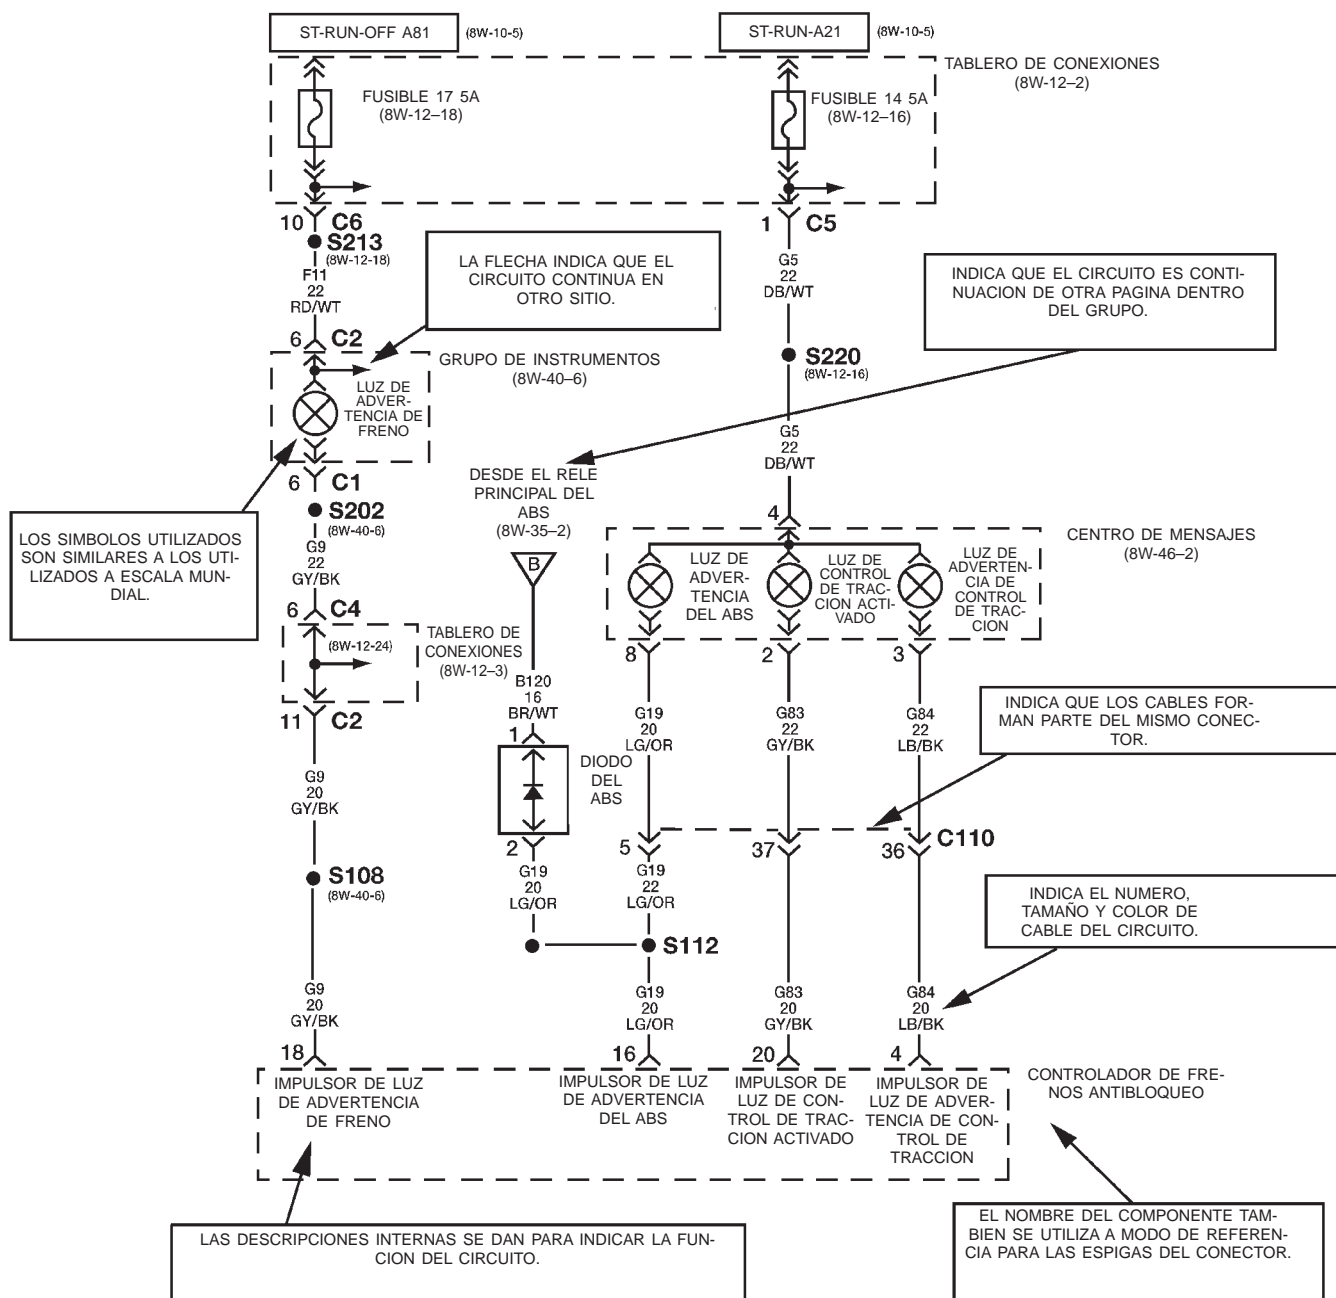 ST-RUN-OFF A81
(8W-10-5)
ST-RUN-A21
(8W-10-5)
TABLERO DE CONEXIONES
(8W-12–2)
FUSIBLE 17 5A
(8W-12–18)
FUSIBLE 14 5A
(8W-12–16)
10
C6
S213
(8W-12-18)
F11
22
RD/WT
6
C2
1
C5
G5
22
DB/WT
LA FLECHA INDICA QUE EL
CIRCUITO CONTINUA EN
OTRO SITIO.
INDICA QUE EL CIRCUITO ES CONTI-
NUACION DE OTRA PAGINA DENTRO
DEL GRUPO.
GRUPO DE INSTRUMENTOS
(8W-40–6)
LUZ DE
ADVER-
TENCIA DE
FRENO
S220
(8W-12-16)
G5
22
DB/WT
6
C1
S202
(8W-40-6)
G9
22
GY/BK
6
C4
LOS SIMBOLOS UTILIZADOS
SON SIMILARES A LOS UTI-
LIZADOS A ESCALA MUN-
DIAL.
DESDE EL RELE
PRINCIPAL DEL
ABS
(8W-35–2)
B
4
CENTRO DE MENSAJES
(8W-46–2)
LUZ DE
ADVER-
TENCIA
DEL ABS
LUZ DE
CONTROL
DE TRAC-
CION ACTI-
VADO
LUZ DE
ADVERTEN-
CIA DE
CONTROL
DE TRAC-
CION
(8W-12-24)
TABLERO DE
CONEXIONES
(8W-12–3)
11
C2
8
2
3
B120
16
BR/WT
1
G19
20
LG/OR
G83
22
GY/BK
G84
22
LB/BK
INDICA QUE LOS CABLES FOR-
MAN PARTE DEL MISMO CONEC-
TOR.
G9
20
GY/BK
DIODO
DEL
ABS
2
5
37
36
C110
S108
(8W-40-6)
G19
20
LG/OR
G19
22
LG/OR
S112
INDICA EL NUMERO,
TAMAÑO Y COLOR DE
CABLE DEL CIRCUITO.
G9
20
GY/BK
G19
20
LG/OR
G83
20
GY/BK
G84
20
LB/BK
18
16
20
4
IMPULSOR DE LUZ
DE ADVERTENCIA
DE FRENO
IMPULSOR DE LUZ
DE ADVERTENCIA
DEL ABS
IMPULSOR DE
LUZ DE CON-
TROL DE TRAC-
CION ACTIVADO
IMPULSOR DE
LUZ DE ADVER-
TENCIA DE CON-
TROL DE
TRACCION
CONTROLADOR DE FRE-
NOS ANTIBLOQUEO
LAS DESCRIPCIONES INTERNAS SE DAN PARA INDICAR LA FUN-
CION DEL CIRCUITO.
EL NOMBRE DEL COMPONENTE TAM-
BIEN SE UTILIZA A MODO DE REFEREN-
CIA PARA LAS ESPIGAS DEL CONECTOR.